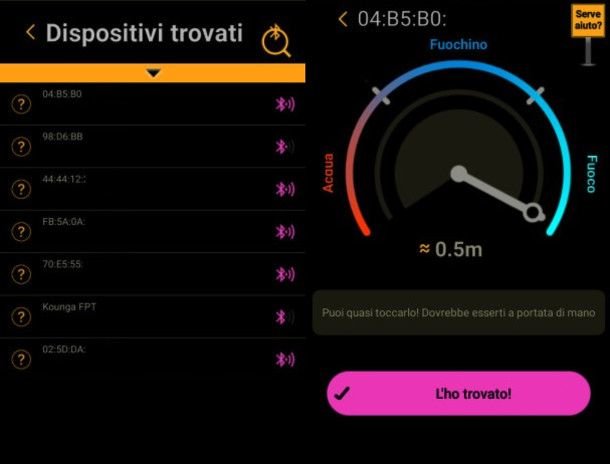 Dispositivi trovati
04:B5:B0
98:D6:BB
44:44:12:
FB:5A:0A:
70:E5:55:
Kounga FPT
02:5D:DA:
04:B5:B0:
Serve
aiuto?
Fuochino
Acqua
Fuoco
≈ 0.5m
Puoi quasi toccarlo! Dovrebbe esserti a portata di mano
L'ho trovato!